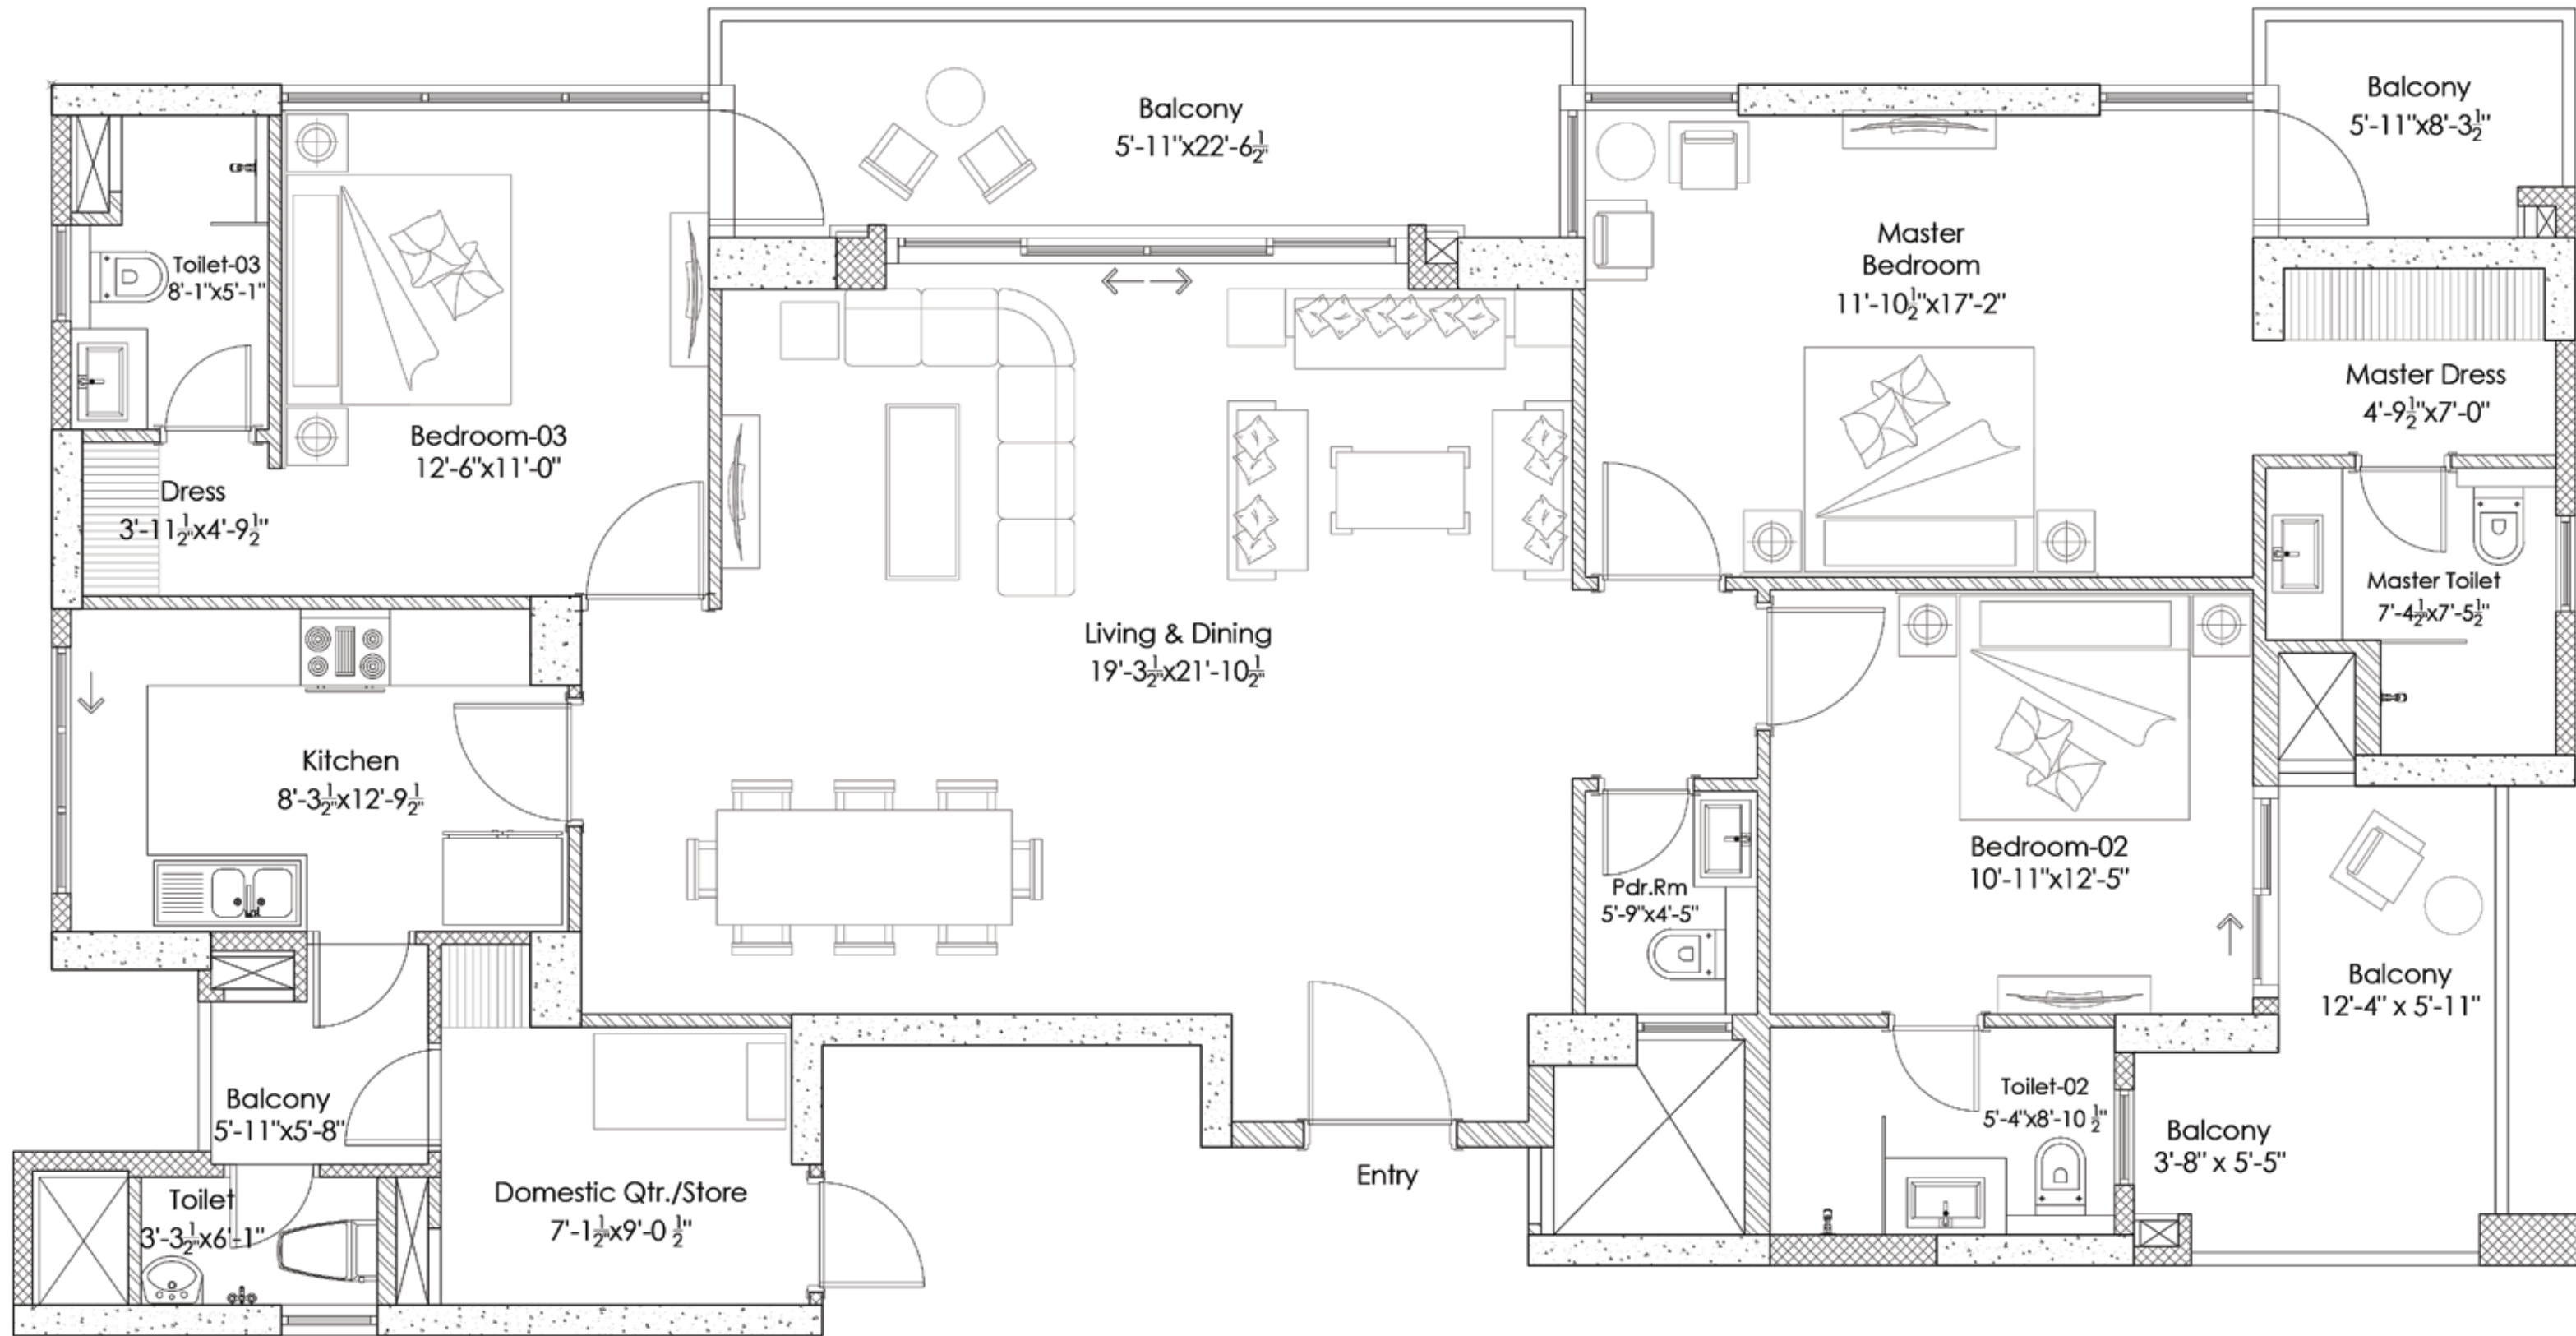 Balcony
5'-11"x22'-6½"
Balcony
5'-11"x8'-3½"
Toilet-03
8'-1"x5'-1"
Master
Bedroom
11'-10½"x17'-2"
Master Dress
4'-9½"x7'-0"
Bedroom-03
12'-6"x11'-0"
Dress
3'-11½"x4'-9½"
Master Toilet
7'-4½"x7'-5½"
Living & Dining
19'-3½"x21'-10½"
Kitchen
8'-3½"x12'-9½"
Bedroom-02
10'-11"x12'-5"
Pdr.Rm
5'-9"x4'-5"
Balcony
12'-4" x 5'-11"
Balcony
5'-11"x5'-8"
Toilet-02
5'-4"x8'-10 ½"
Balcony
3'-8" x 5'-5"
Toilet
3'-3½"x6'-1"
Domestic Qtr./Store
7'-1½"x9'-0 ½"
Entry